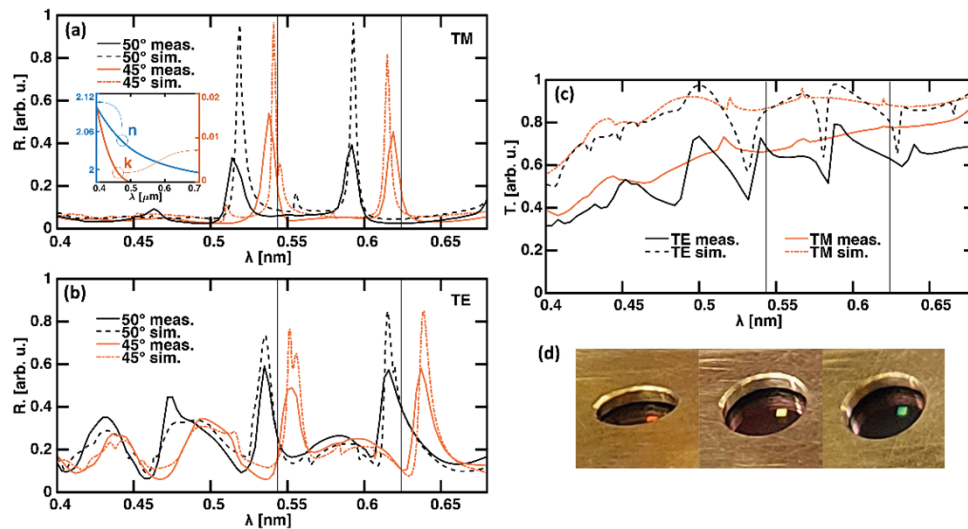 (a)
TM
50° meas.
50° sim.
45° meas.
45° sim.
2.12
2.06
2
0.02
0.01
0
n
k
0.4 0.5 0.6 0.7
λ [μm]
R. [arb. u.]
1
0.8
0.6
0.4
0.2
0
0.4 0.45 0.5 0.55 0.6 0.65
λ [nm]
(b)
TE
50° meas.
50° sim.
45° meas.
45° sim.
R. [arb. u.]
1
0.8
0.6
0.4
0.2
0
0.4 0.45 0.5 0.55 0.6 0.65
λ [nm]
(c)
T. [arb. u.]
1
0.8
0.6
0.4
0.2
0
TE meas.
TE sim.
TM meas.
TM sim.
0.4 0.45 0.5 0.55 0.6 0.65
λ [nm]
(d)